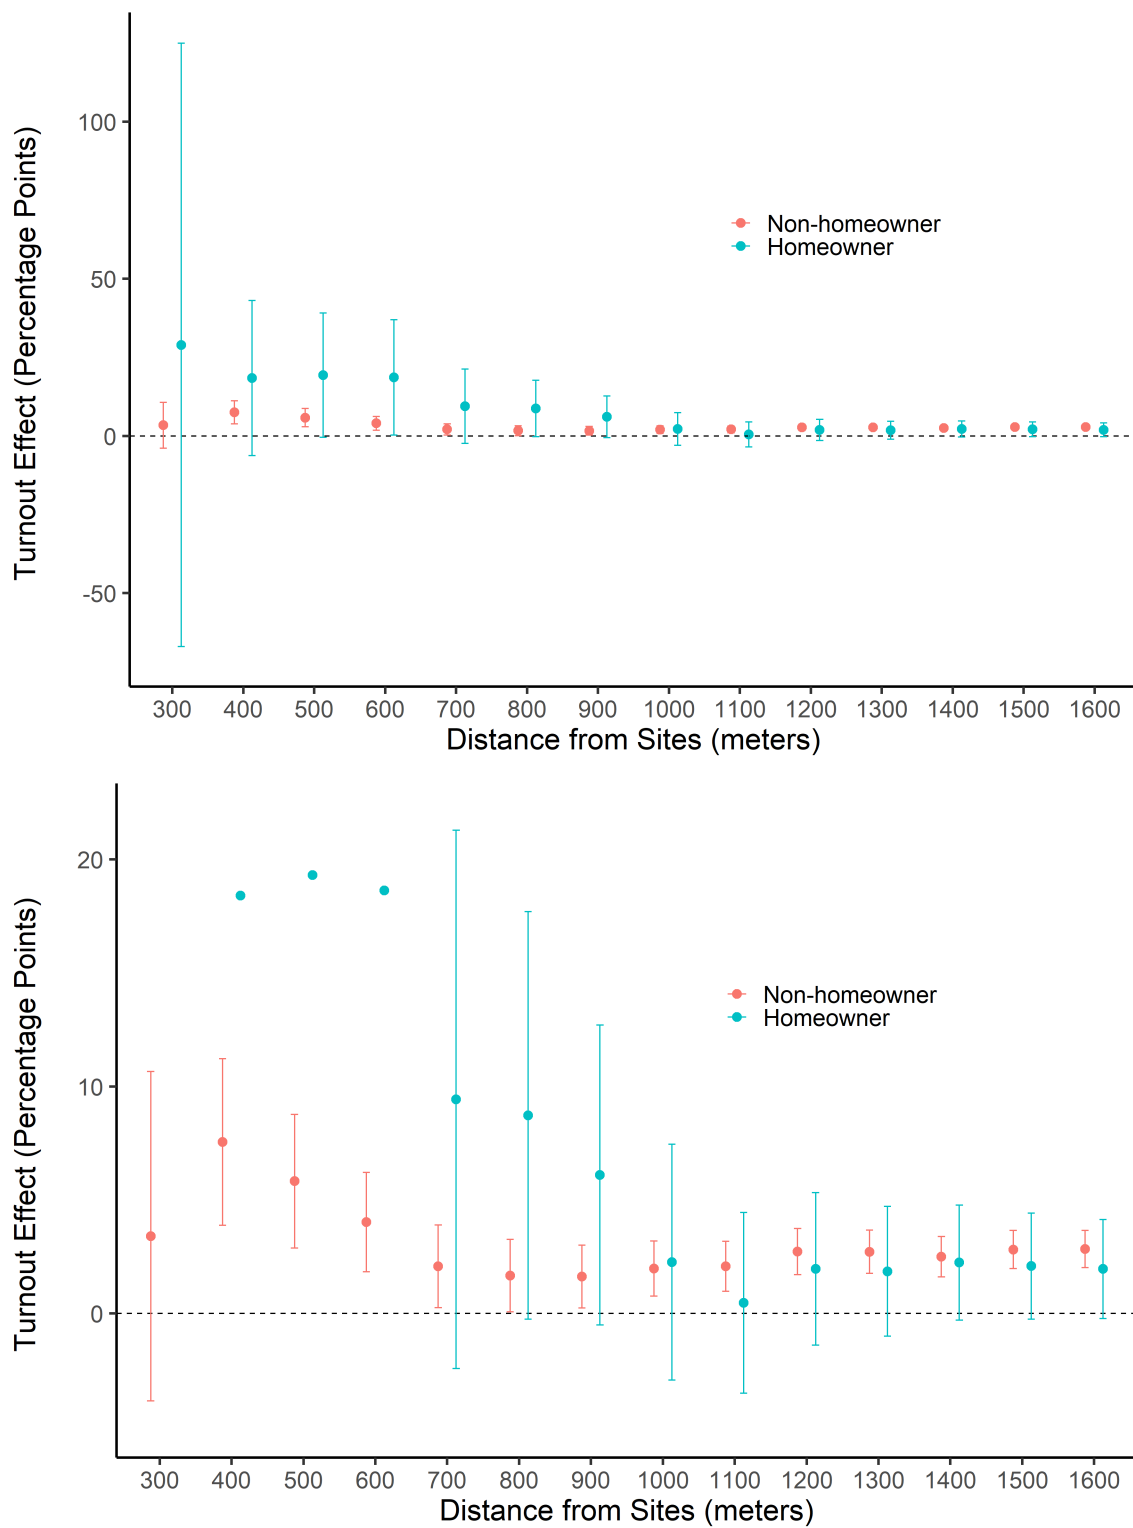 Turnout Effect (Percentage Points)
100
50
0
-50
Non-homeowner
Homeowner
300 400 500 600 700 800 900 1000 1100 1200 1300 1400 1500 1600
Distance from Sites (meters)
Turnout Effect (Percentage Points)
20
10
0
Non-homeowner
Homeowner
300 400 500 600 700 800 900 1000 1100 1200 1300 1400 1500 1600
Distance from Sites (meters)